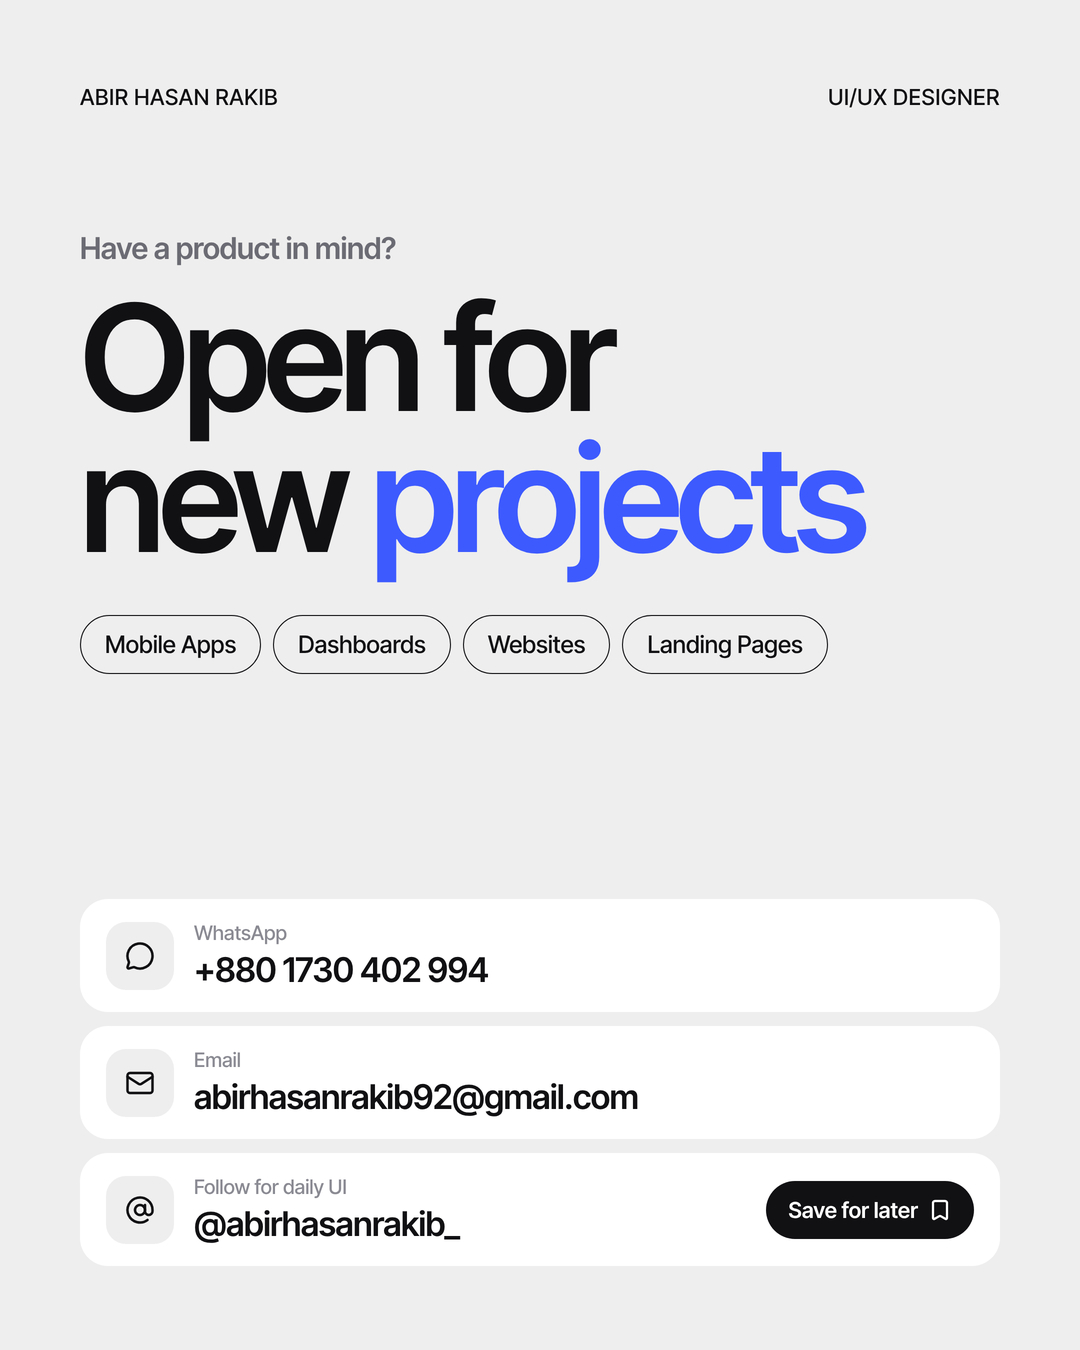 ABIR HASAN RAKIB
UI/UX DESIGNER
Have a product in mind?
Open for
new projects
Mobile Apps
Dashboards
Websites
Landing Pages
WhatsApp
+880 1730 402 994
Email
abirhasanrakib92@gmail.com
Follow for daily UI
@abirhasanrakib_
Save for later